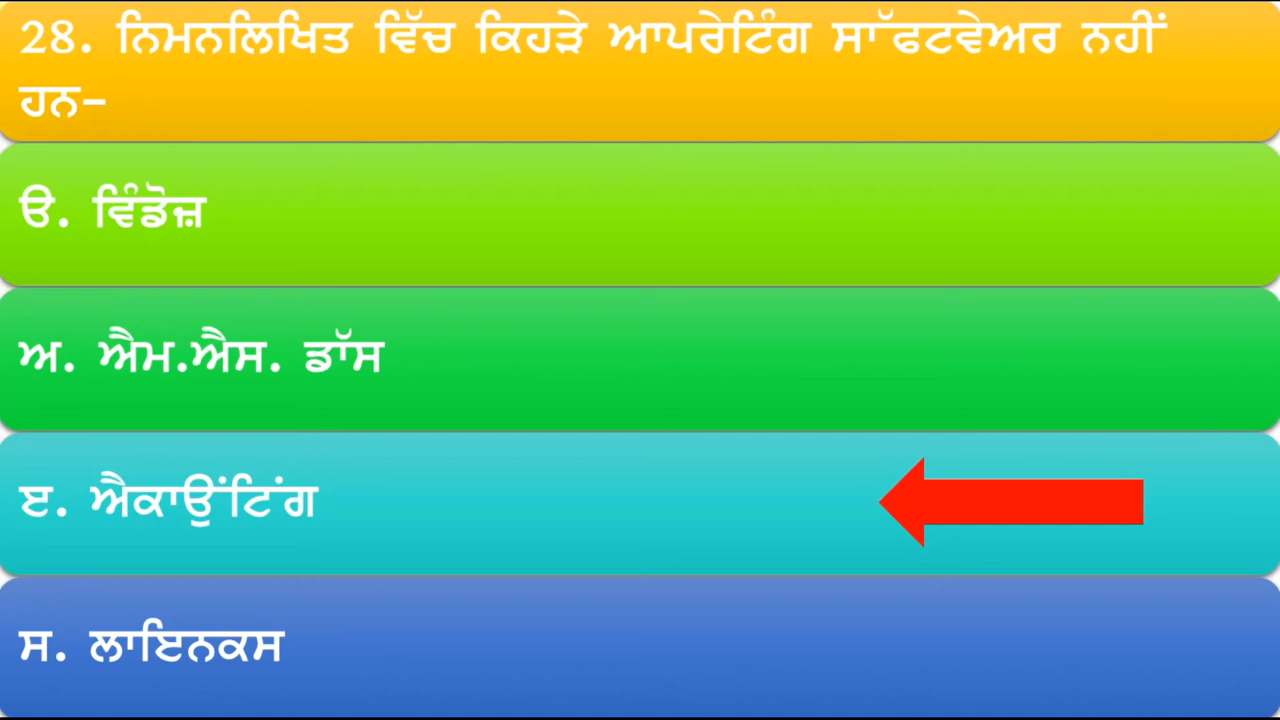 28. ਨਿਮਨਲਿਖਿਤ ਵਿੱਚ ਕਿਹੜੇ ਆਪਰੇਟਿੰਗ ਸਾੱਫਟਵੇਅਰ ਨਹੀਂ
ਹਨ–
ੳ. ਵਿੰਡੋਜ਼
ਅ. ਐਮ.ਐਸ. ਡਾੱਸ
ੲ. ਐਕਾਉਂਟਿਂਗ
ਸ. ਲਾਇਨਕਸ